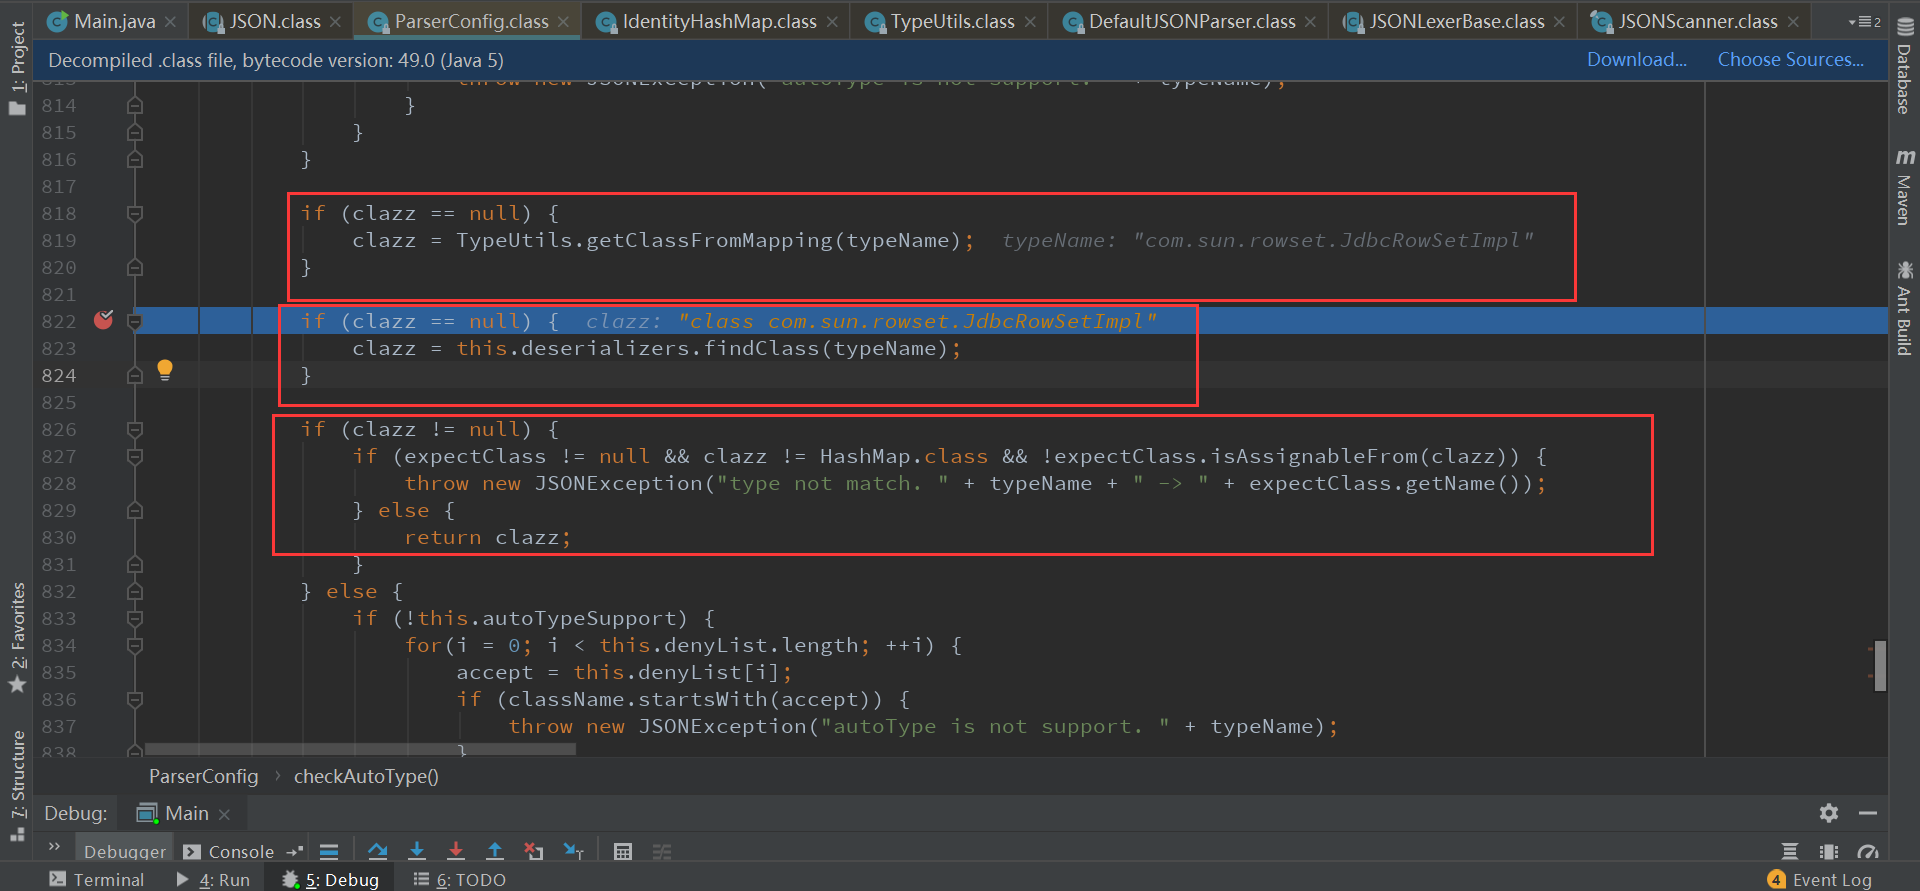 Main.java
JSON.class
ParserConfig.class
IdentityHashMap.class
TypeUtils.class
DefaultJSONParser.class
JSONLexerBase.class
JSONScanner.class
2
Decompiled .class file, bytecode version: 49.0 (Java 5)
Download...
Choose Sources...
1: Project
2: Favorites
7: Structure
Database
Maven
Ant Build
813 throw new JSONException("autoType is not support. " + typeName);
814 }
815 }
816 }
817
818 if (clazz == null) {
819 clazz = TypeUtils.getClassFromMapping(typeName); typeName: "com.sun.rowset.JdbcRowSetImpl"
820 }
821
822 if (clazz == null) { clazz: "class com.sun.rowset.JdbcRowSetImpl"
823 clazz = this.deserializers.findClass(typeName);
824 }
825
826 if (clazz != null) {
827 if (expectClass != null && clazz != HashMap.class && !expectClass.isAssignableFrom(clazz)) {
828 throw new JSONException("type not match. " + typeName + " -> " + expectClass.getName());
829 } else {
830 return clazz;
831 }
832 } else {
833 if (!this.autoTypeSupport) {
834 for(i = 0; i < this.denyList.length; ++i) {
835 accept = this.denyList[i];
836 if (className.startsWith(accept)) {
837 throw new JSONException("autoType is not support. " + typeName);
838 }
ParserConfig › checkAutoType()
Debug: Main
Debugger Console
Terminal 4: Run 5: Debug 6: TODO
4 Event Log